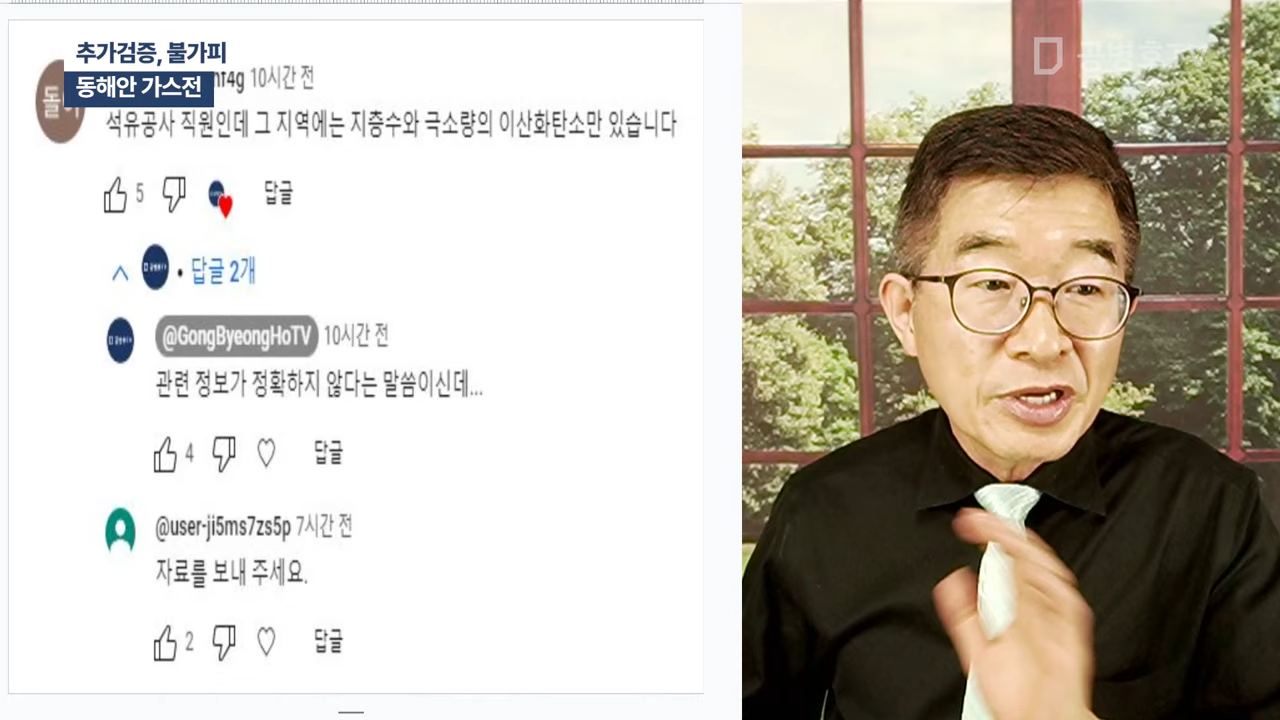 추가검증, 불가피
동해안 가스전
nf4g 10시간 전
석유공사 직원인데 그 지역에는 지층수와 극소량의 이산화탄소만 있습니다
5
답글
• 답글 2개
@GongByeongHoTV 10시간 전
관련 정보가 정확하지 않다는 말씀이신데...
4
답글
@user-ji5ms7zs5p 7시간 전
자료를 보내 주세요.
2
답글